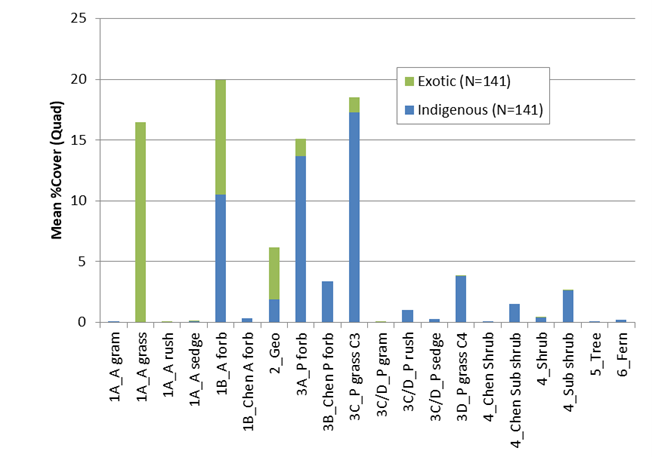 25
20
15
10
5
0
Mean %Cover (Quad)
Exotic (N=141)
Indigenous (N=141)
1A_A gram
1A_A grass
1A_A rush
1A_A sedge
1B_A forb
1B_Chen A forb
2_Geo
3A_P forb
3B_Chen P forb
3C_P grass C3
3C/D_P gram
3C/D_P rush
3C/D_P sedge
3D_P grass C4
4_Chen Shrub
4_Chen Sub shrub
4_Shrub
4_Sub shrub
5_Tree
6_Fern